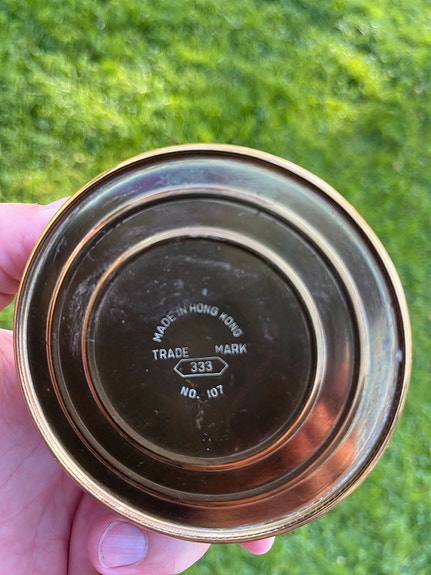 MADE IN HONG KONG
TRADE MARK
333
NO. 107